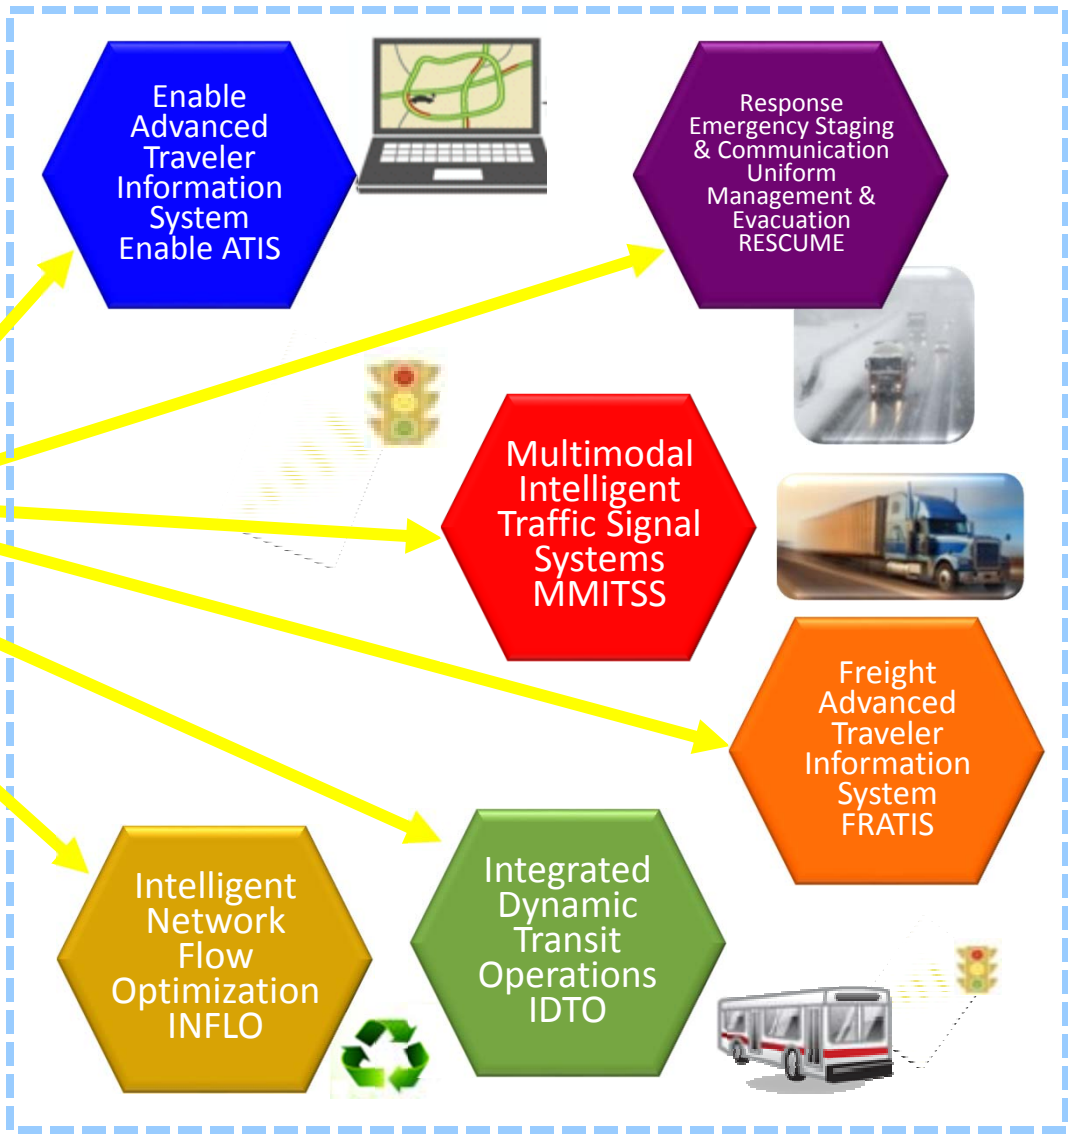 Enable
Advanced
Traveler
Information
System
Enable ATIS
Response
Emergency Staging
& Communication
Uniform
Management &
Evacuation
RESCUME
Multimodal
Intelligent
Traffic Signal
Systems
MMITSS
Freight
Advanced
Traveler
Information
System
FRATIS
Intelligent
Network
Flow
Optimization
INFLO
Integrated
Dynamic
Transit
Operations
IDTO